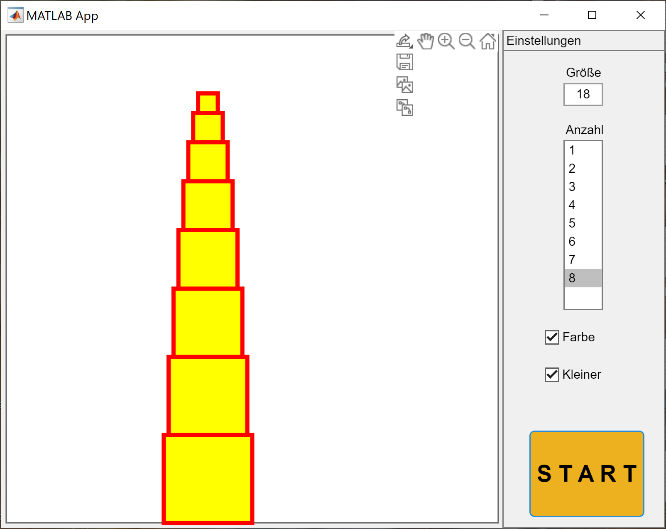 MATLAB App
Einstellungen
Größe
18
Anzahl
1
2
3
4
5
6
7
8
Farbe
Kleiner
START